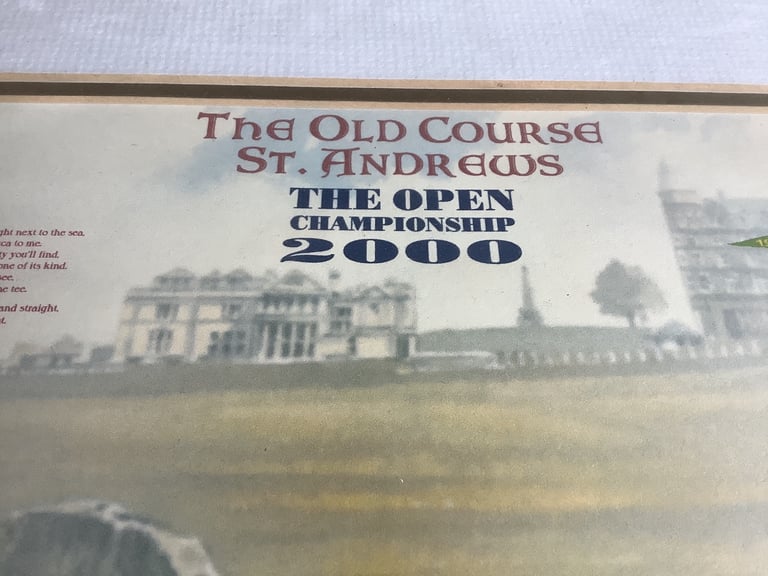 The Old Course
St. Andrews
THE OPEN
CHAMPIONSHIP
2000
ght next to the sea.
ca to me.
ty you'll find,
one of its kind.
see,
he tee.
and straight,